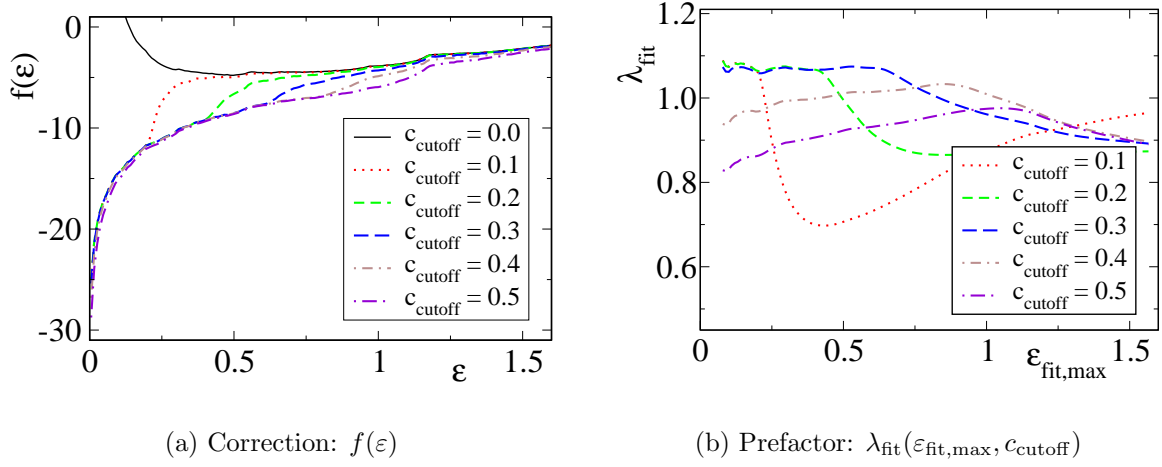 0
-10
-20
-30
f(ε)
0 0.5 1 1.5
ε
c_cutoff = 0.0
c_cutoff = 0.1
c_cutoff = 0.2
c_cutoff = 0.3
c_cutoff = 0.4
c_cutoff = 0.5
(a) Correction: f(ε)
1.2
1.0
0.8
0.6
λ_fit
0 0.5 1 1.5
ε_fit,max
c_cutoff = 0.1
c_cutoff = 0.2
c_cutoff = 0.3
c_cutoff = 0.4
c_cutoff = 0.5
(b) Prefactor: λ_fit(ε_fit,max, c_cutoff)